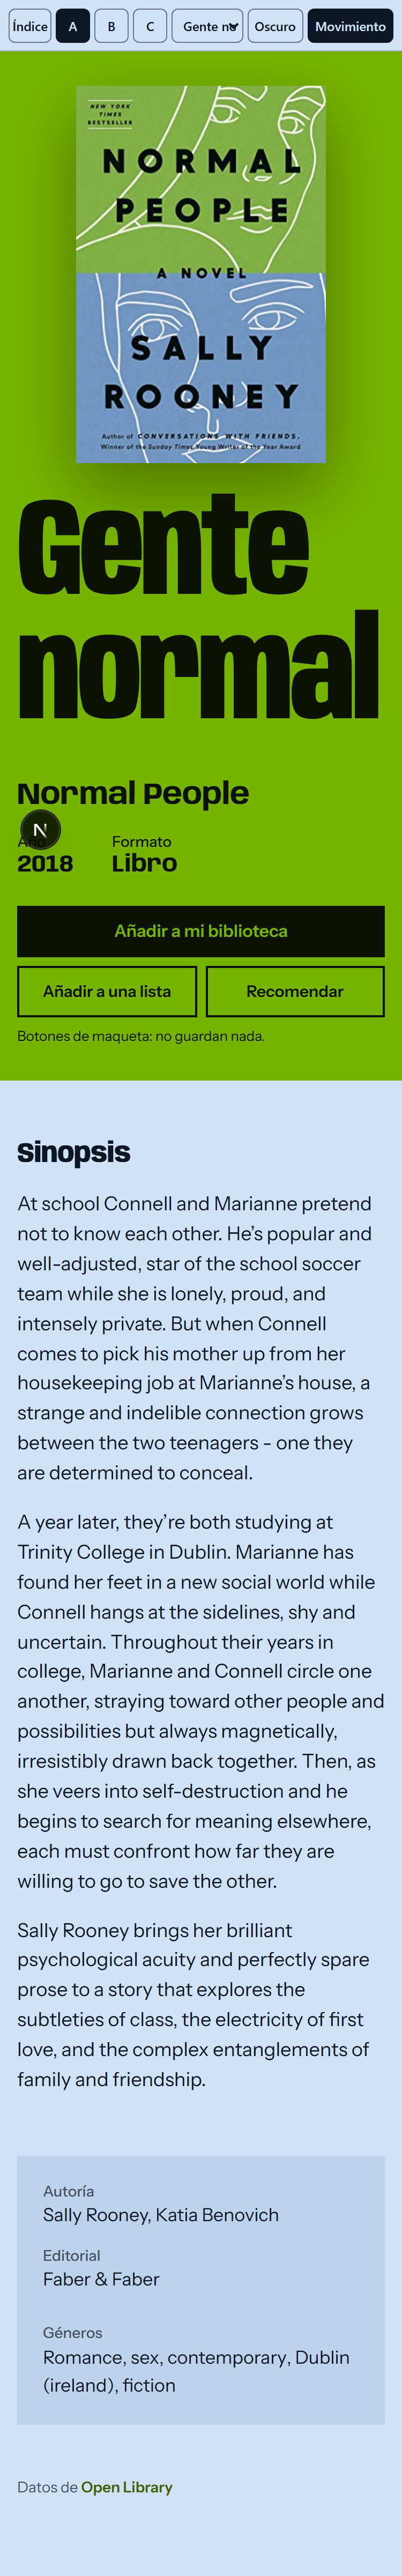 Índice A B C Gente no Oscuro Movimiento
NEW YORK
TIMES
BESTSELLER
NORMAL
PEOPLE
A NOVEL
SALLY
ROONEY
Author of CONVERSATIONS WITH FRIENDS,
Winner of the Sunday Times Young Writer of the Year Award
Gente
normal
Normal People
N
Año Formato
2018 Libro
Añadir a mi biblioteca
Añadir a una lista Recomendar
Botones de maqueta: no guardan nada.
Sinopsis
At school Connell and Marianne pretend
not to know each other. He’s popular and
well-adjusted, star of the school soccer
team while she is lonely, proud, and
intensely private. But when Connell
comes to pick his mother up from her
housekeeping job at Marianne’s house, a
strange and indelible connection grows
between the two teenagers - one they
are determined to conceal.
A year later, they’re both studying at
Trinity College in Dublin. Marianne has
found her feet in a new social world while
Connell hangs at the sidelines, shy and
uncertain. Throughout their years in
college, Marianne and Connell circle one
another, straying toward other people and
possibilities but always magnetically,
irresistibly drawn back together. Then, as
she veers into self-destruction and he
begins to search for meaning elsewhere,
each must confront how far they are
willing to go to save the other.
Sally Rooney brings her brilliant
psychological acuity and perfectly spare
prose to a story that explores the
subtleties of class, the electricity of first
love, and the complex entanglements of
family and friendship.
Autoría
Sally Rooney, Katia Benovich
Editorial
Faber & Faber
Géneros
Romance, sex, contemporary, Dublin
(ireland), fiction
Datos de Open Library